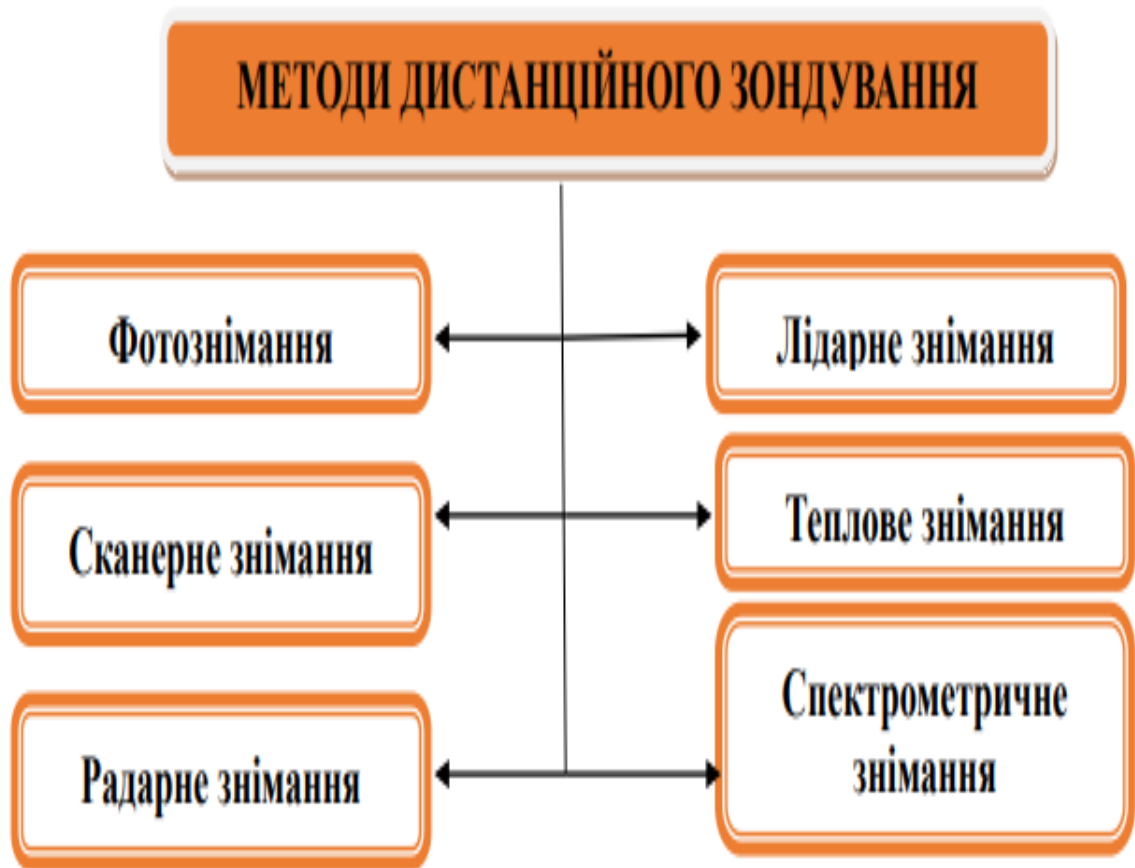 МЕТОДИ ДИСТАНЦІЙНОГО ЗОНДУВАННЯ
Фотознімання
Лідарне знімання
Сканерне знімання
Теплове знімання
Радарне знімання
Спектрометричне
знімання